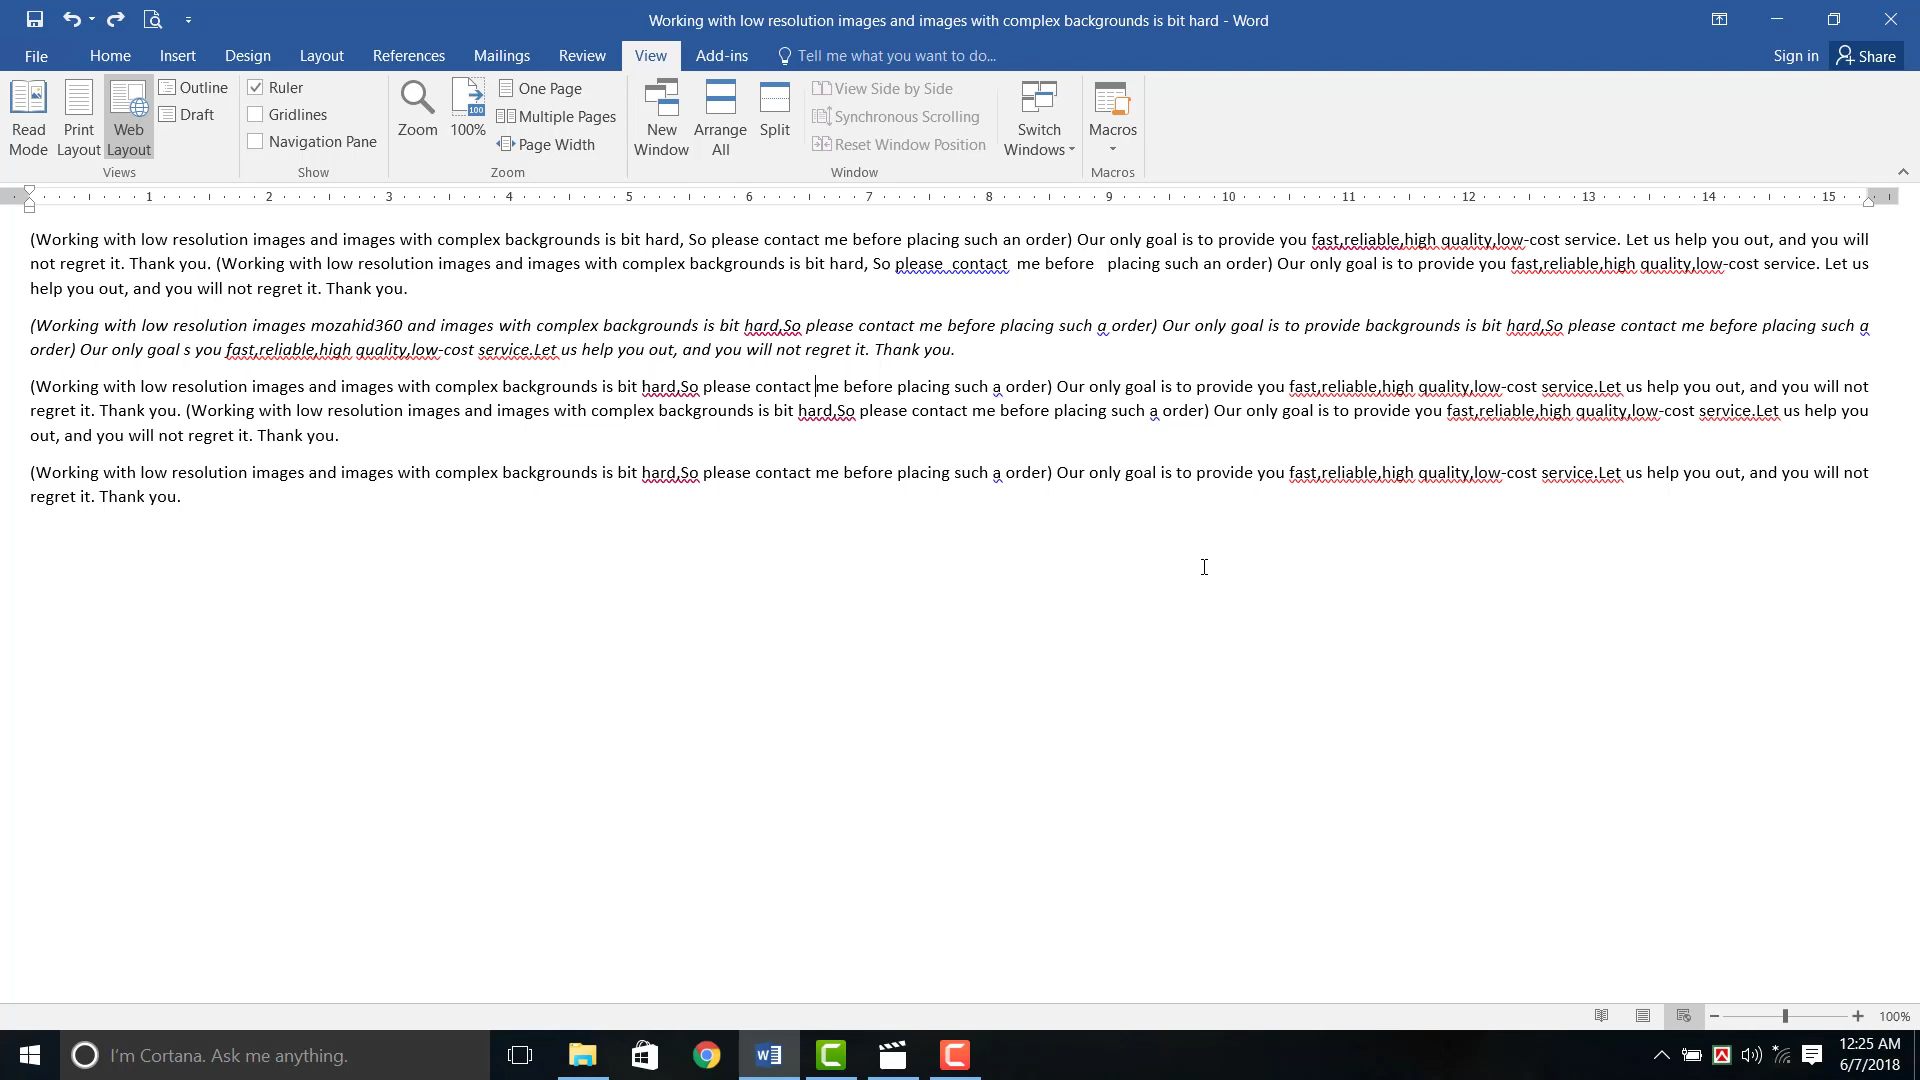 Working with low resolution images and images with complex backgrounds is bit hard - Word
File Home Insert Design Layout References Mailings Review View Add-ins Tell me what you want to do... Sign in Share
Read Mode
Print Layout
Web Layout
Outline
Draft
Views
Ruler
Gridlines
Navigation Pane
Show
Zoom
100
100%
One Page
Multiple Pages
Page Width
Zoom
New Window
Arrange All
Split
View Side by Side
Synchronous Scrolling
Reset Window Position
Window
Switch Windows
Macros
Macros
1 2 3 4 5 6 7 8 9 10 11 12 13 14 15
(Working with low resolution images and images with complex backgrounds is bit hard, So please contact me before placing such an order) Our only goal is to provide you fast,reliable,high quality,low-cost service. Let us help you out, and you will
not regret it. Thank you. (Working with low resolution images and images with complex backgrounds is bit hard, So please  contact  me before   placing such an order) Our only goal is to provide you fast,reliable,high quality,low-cost service. Let us
help you out, and you will not regret it. Thank you.
(Working with low resolution images mozahid360 and images with complex backgrounds is bit hard,So please contact me before placing such a order) Our only goal is to provide backgrounds is bit hard,So please contact me before placing such a
order) Our only goal s you fast,reliable,high quality,low-cost service.Let us help you out, and you will not regret it. Thank you.
(Working with low resolution images and images with complex backgrounds is bit hard,So please contact me before placing such a order) Our only goal is to provide you fast,reliable,high quality,low-cost service.Let us help you out, and you will not
regret it. Thank you. (Working with low resolution images and images with complex backgrounds is bit hard,So please contact me before placing such a order) Our only goal is to provide you fast,reliable,high quality,low-cost service.Let us help you
out, and you will not regret it. Thank you.
(Working with low resolution images and images with complex backgrounds is bit hard,So please contact me before placing such a order) Our only goal is to provide you fast,reliable,high quality,low-cost service.Let us help you out, and you will not
regret it. Thank you.
100%
I'm Cortana. Ask me anything.
12:25 AM
6/7/2018